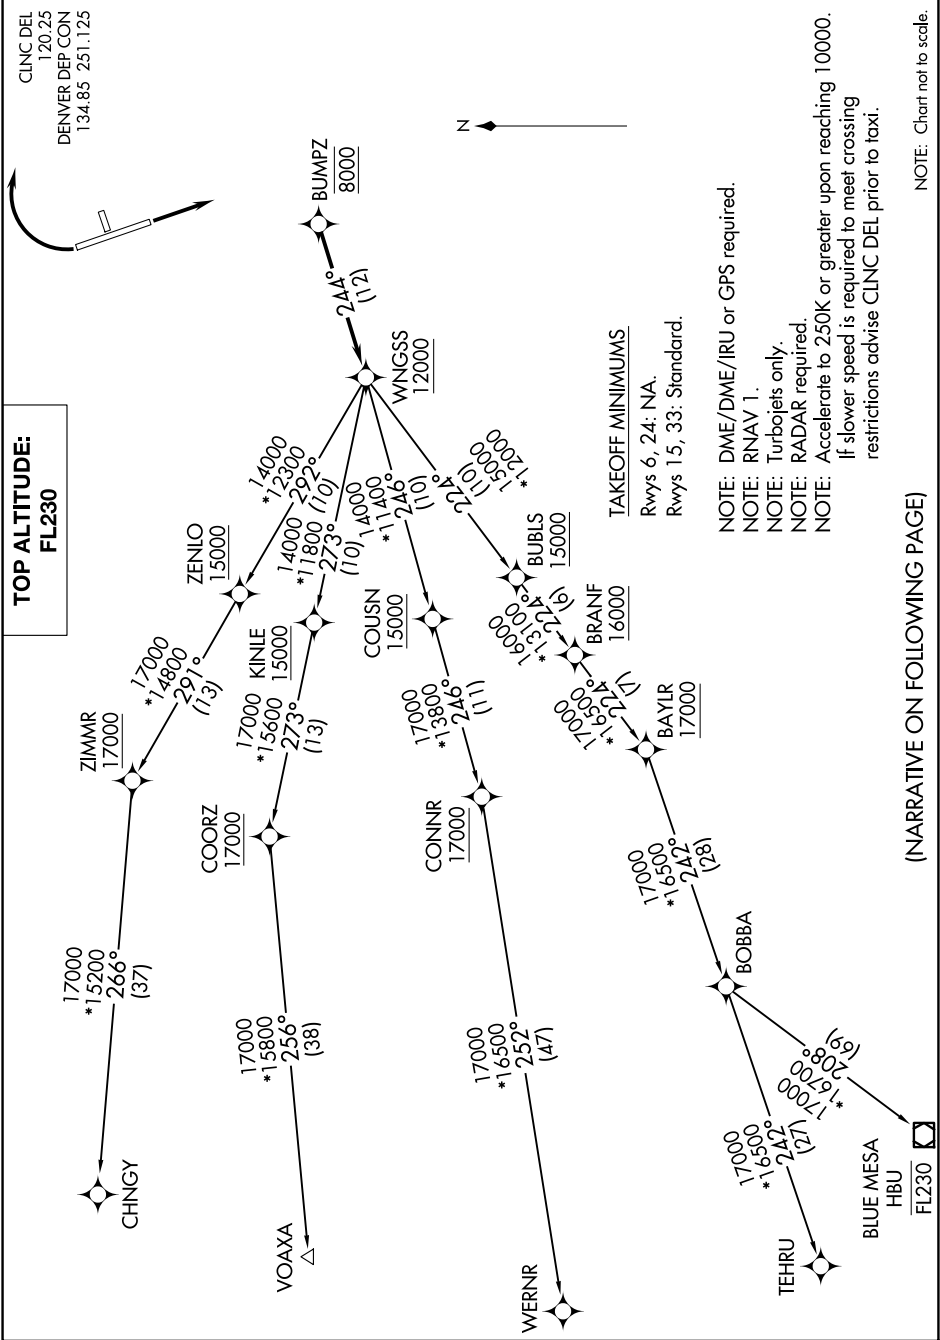 TOP ALTITUDE:
FL230
CLNC DEL
120.25
DENVER DEP CON
134.85 251.125
N
BUMPZ
8000
244°
(12)
WNGSS
12000
14000
*12300
292°
(10)
ZENLO
15000
17000
*14800
291°
(13)
ZIMMR
17000
17000
*15200
266°
(37)
CHNGY
14000
*11800
273°
(10)
KINLE
15000
17000
*15600
273°
(13)
COORZ
17000
17000
*15800
256°
(38)
VOAXA
14000
*11400
246°
(10)
COUSN
15000
17000
*13800
246°
(11)
CONNR
17000
17000
*16500
252°
(47)
WERNR
224°
(10)
15000
*12000
BUBLS
15000
16000
*13100
224°
(6)
BRANF
16000
17000
*16500
224°
(7)
BAYLR
17000
17000
*16500
242°
(28)
BOBBA
17000
*16500
242°
(27)
TEHRU
17000
*16700
208°
(69)
BLUE MESA
HBU
FL230
TAKEOFF MINIMUMS
Rwys 6, 24: NA.
Rwys 15, 33: Standard.
NOTE: DME/DME/IRU or GPS required.
NOTE: RNAV 1.
NOTE: Turbojets only.
NOTE: RADAR required.
NOTE: Accelerate to 250K or greater upon reaching 10000.
If slower speed is required to meet crossing
restrictions advise CLNC DEL prior to taxi.
(NARRATIVE ON FOLLOWING PAGE)
NOTE: Chart not to scale.